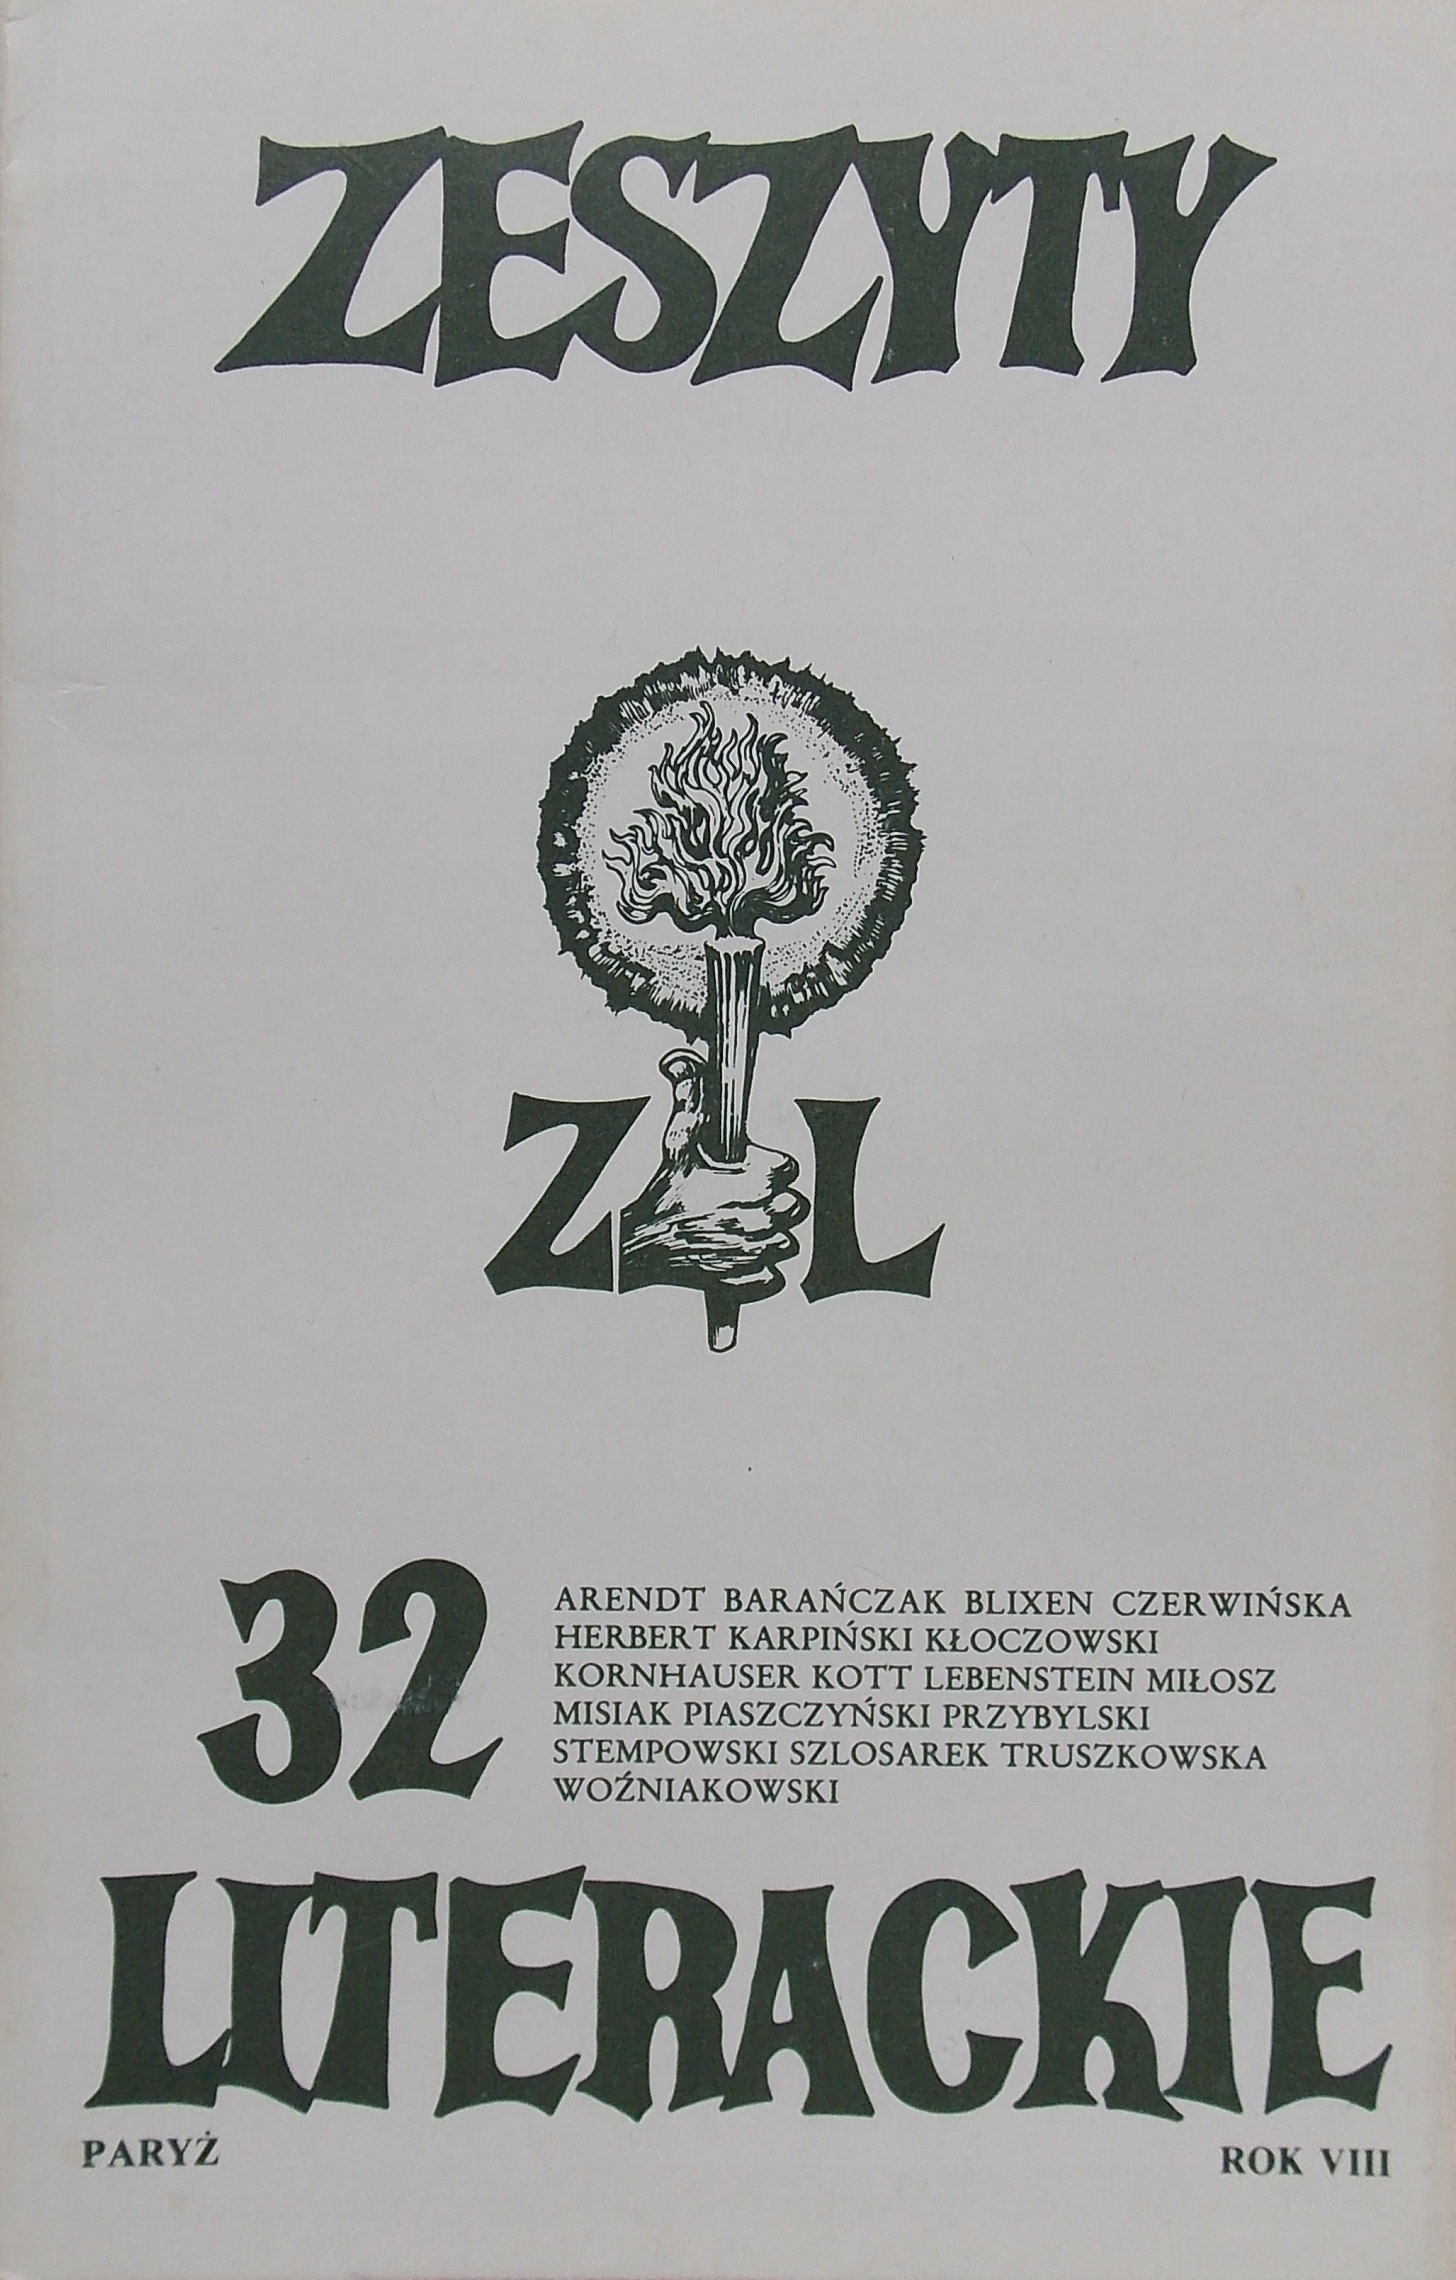 ZESZYTY
Z L
32
ARENDT BARAŃCZAK BLIXEN CZERWIŃSKA
HERBERT KARPIŃSKI KŁOCZOWSKI
KORNHAUSER KOTT LEBENSTEIN MIŁOSZ
MISIAK PIASZCZYŃSKI PRZYBYLSKI
STEMPOWSKI SZLOSAREK TRUSZKOWSKA
WOŹNIAKOWSKI
LITERACKIE
PARYŻ
ROK VIII